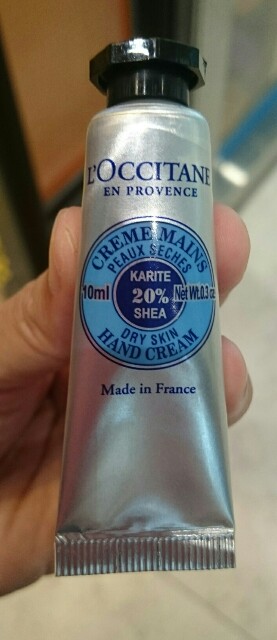 L'OCCITANE
EN PROVENCE
CREME MAINS
PEAUX SÈCHES
KARITE
10ml 20% Net Wt.0.3 oz
SHEA
DRY SKIN
HAND CREAM
Made in France